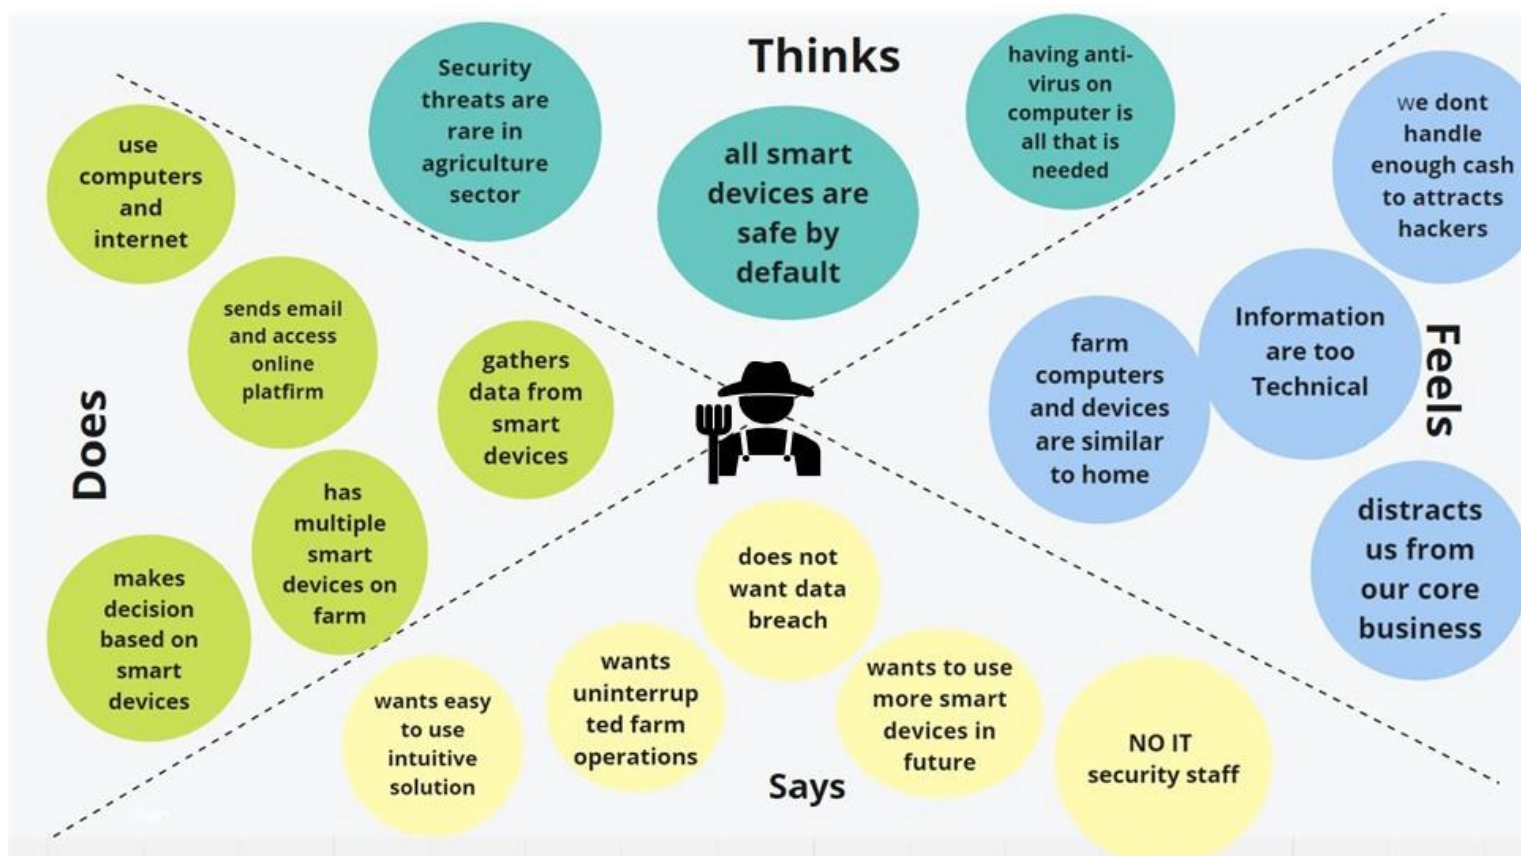 Thinks
Security
threats are
rare in
agriculture
sector
all smart
devices are
safe by
default
having anti-
virus on
computer is
all that is
needed
Does
use
computers
and
internet
sends email
and access
online
platfirm
gathers
data from
smart
devices
has
multiple
smart
devices on
farm
makes
decision
based on
smart
devices
Feels
we dont
handle
enough cash
to attracts
hackers
Information
are too
Technical
farm
computers
and devices
are similar
to home
distracts
us from
our core
business
does not
want data
breach
wants easy
to use
intuitive
solution
wants
uninterrup
ted farm
operations
wants to use
more smart
devices in
future
NO IT
security staff
Says